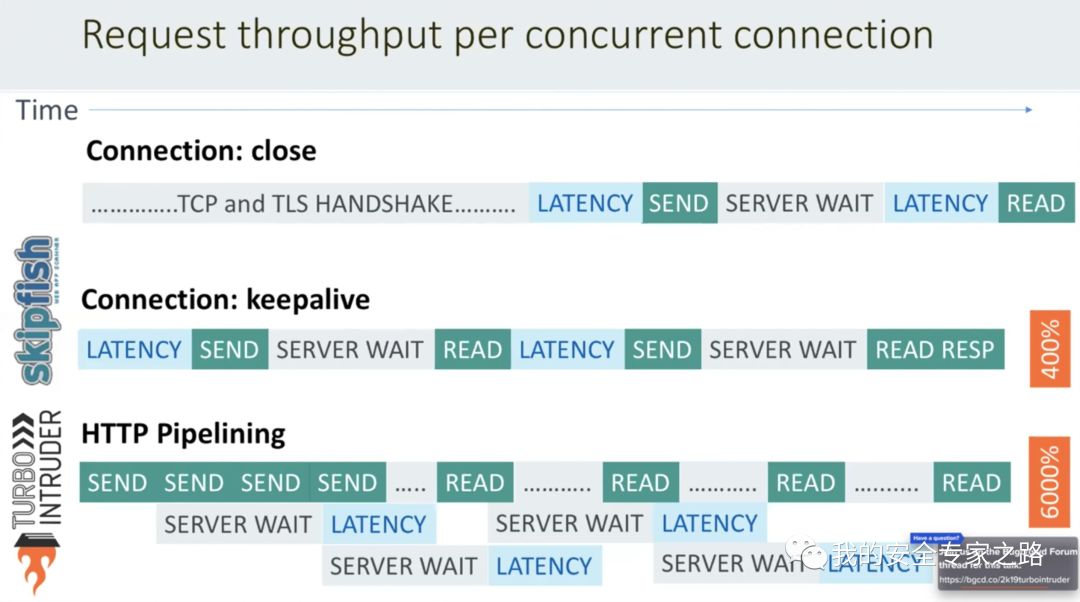 Request throughput per concurrent connection
Time
Connection: close
..............TCP and TLS HANDSHAKE.......... LATENCY SEND SERVER WAIT LATENCY READ
skipfish
WEB APP SCANNER
Connection: keepalive
LATENCY SEND SERVER WAIT READ LATENCY SEND SERVER WAIT READ RESP
400%
TURBO
INTRUDER
HTTP Pipelining
SEND SEND SEND SEND ..... READ ........... READ ........... READ .......... READ
SERVER WAIT LATENCY SERVER WAIT LATENCY
SERVER WAIT LATENCY SERVER WAIT LATENCY
6000%
Have a question?
the Forum
thread for this talk.
https://bgcd.co/2k19turbointruder
我的安全专家之路